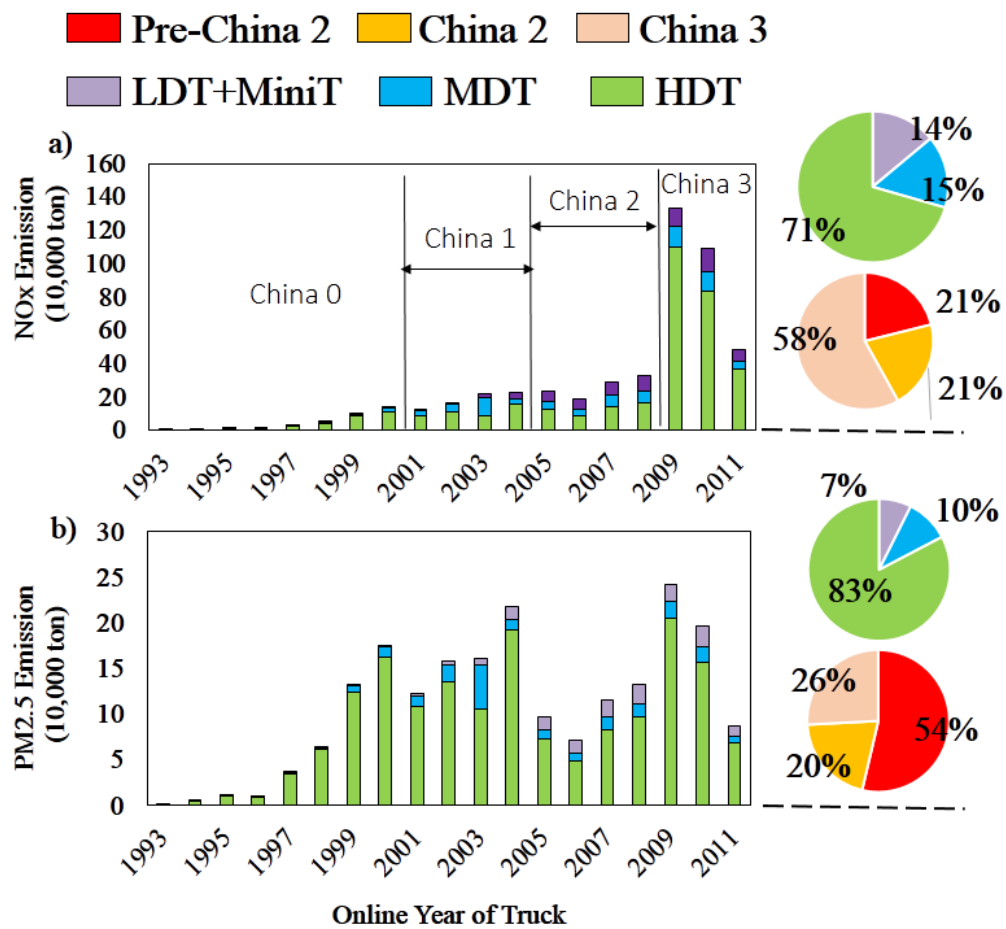 Pre-China 2 China 2 China 3
LDT+MiniT MDT HDT
a)
NOx Emission
(10,000 ton)
160
140
120
100
80
60
40
20
0
China 0
China 1
China 2
China 3
1993 1995 1997 1999 2001 2003 2005 2007 2009 2011
14%
15%
71%
21%
58%
21%
b)
PM2.5 Emission
(10,000 ton)
30
25
20
15
10
5
0
1993 1995 1997 1999 2001 2003 2005 2007 2009 2011
Online Year of Truck
7%
10%
83%
26%
54%
20%